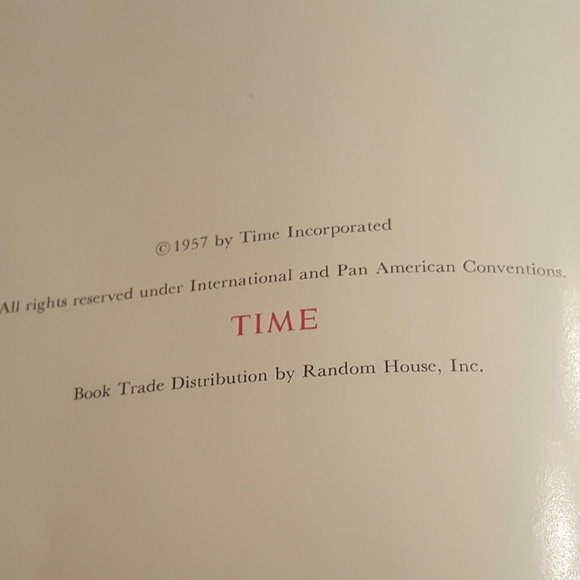 ©1957 by Time Incorporated
All rights reserved under International and Pan American Conventions.
TIME
Book Trade Distribution by Random House, Inc.